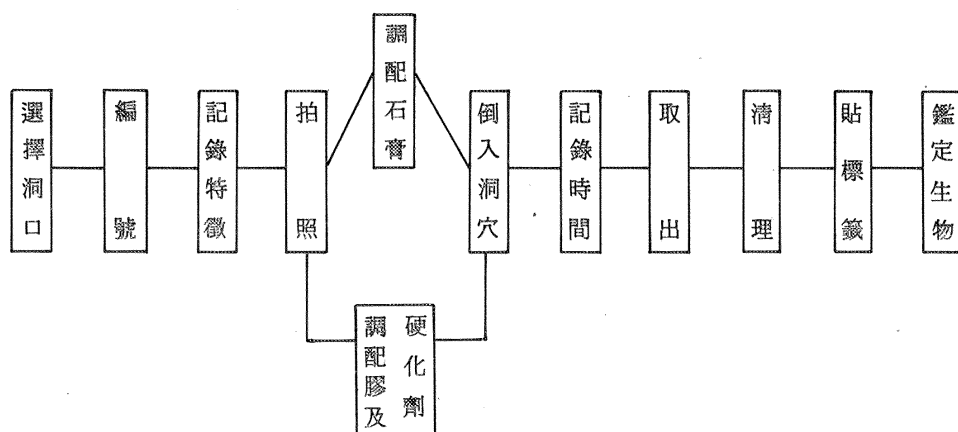 選擇洞口
編號
記錄特徵
拍照
調配石膏
調配膠及
硬化劑
倒入洞穴
記錄時間
取出
清理
貼標籤
鑑定生物